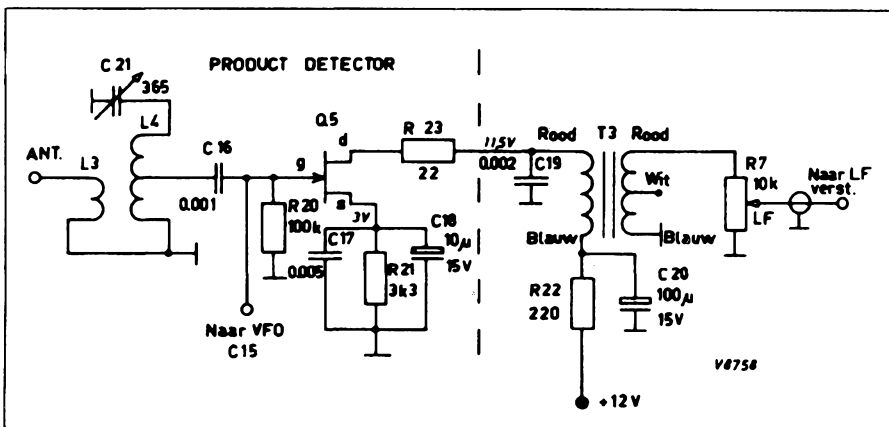 PRODUCT DETECTOR
C 21
365
L4
ANT.
L3
C 16
0.001
Q5
d
g
s
R 23
22
11,5V
0.002
C19
Rood
T3
Rood
Wit
Blauw
Blauw
R7
10k
LF
Naar LF
verst.
R20
100k
3V
C17
0.005
R21
3k3
C18
10µ
15V
Naar VFO
C15
R22
220
C 20
100µ
15V
+12V
V8758